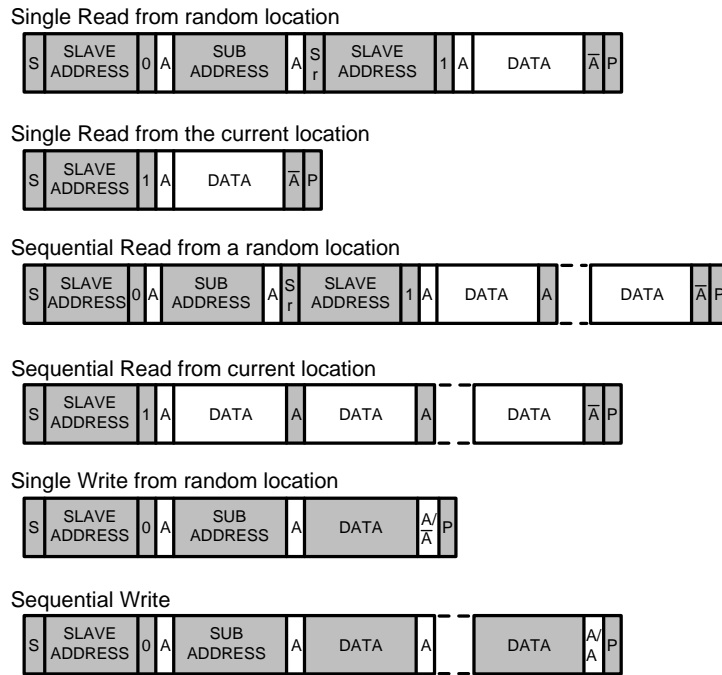 Single Read from random location
S SLAVE ADDRESS 0 A SUB ADDRESS A Sr SLAVE ADDRESS 1 A DATA A̅ P
Single Read from the current location
S SLAVE ADDRESS 1 A DATA A̅ P
Sequential Read from a random location
S SLAVE ADDRESS 0 A SUB ADDRESS A Sr SLAVE ADDRESS 1 A DATA A DATA A̅ P
Sequential Read from current location
S SLAVE ADDRESS 1 A DATA A DATA A DATA A̅ P
Single Write from random location
S SLAVE ADDRESS 0 A SUB ADDRESS A DATA A/A̅ P
Sequential Write
S SLAVE ADDRESS 0 A SUB ADDRESS A DATA A DATA A/A P